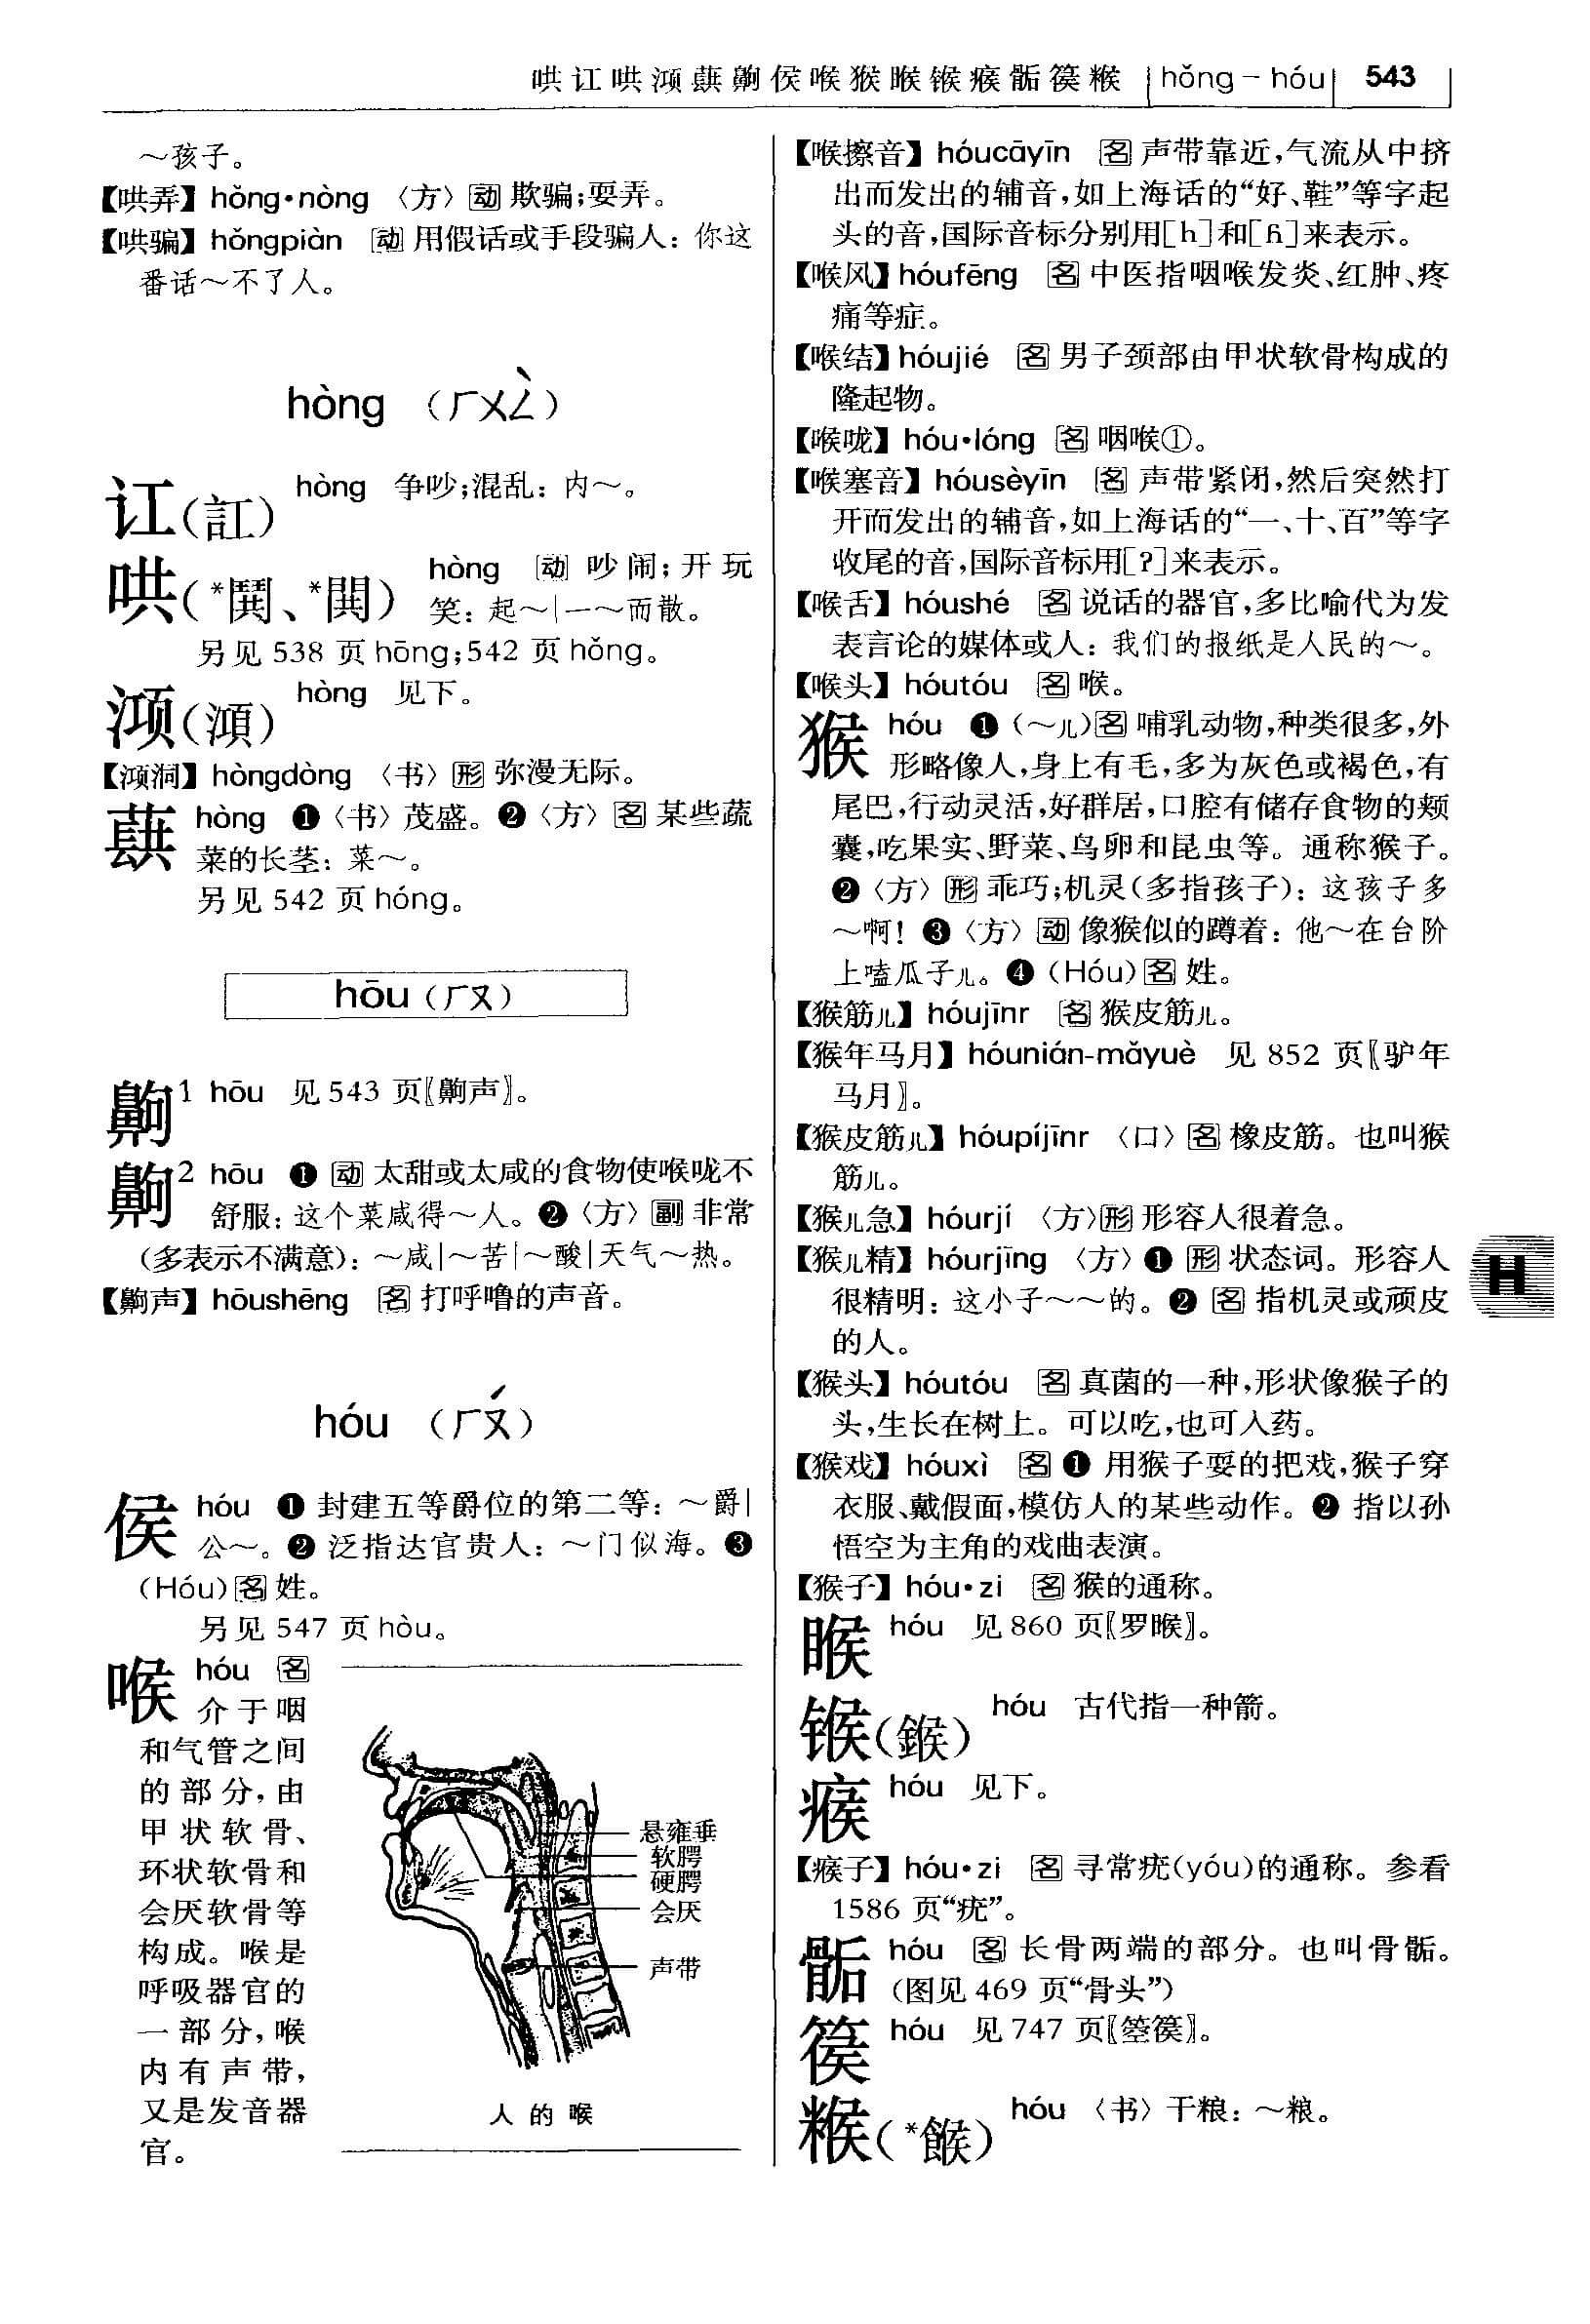 哄讧哄澒蕻齁侯喉猴睺鍭瘊骺篌糇 hǒng－hóu 543
～孩子。
【哄弄】hǒng·nòng 〈方〉动 欺骗;耍弄。
【哄骗】hǒngpiàn 动 用假话或手段骗人：你这
番话～不了人。
hòng （ㄏㄨㄥˋ）
讧(訌) hòng 争吵;混乱：内～。
哄(*鬨、*閧) hòng 动 吵闹;开玩
笑：起～|一～而散。
另见 538 页 hōng;542 页 hǒng。
澒(澒) hòng 见下。
【澒洞】hòngdòng 〈书〉形 弥漫无际。
蕻 hòng ❶〈书〉茂盛。❷〈方〉名 某些蔬
菜的长茎：菜～。
另见 542 页 hóng。
hōu（ㄏㄡ）
齁1 hōu 见 543 页〖齁声〗。
齁2 hōu ❶ 动 太甜或太咸的食物使喉咙不
舒服：这个菜咸得～人。❷〈方〉副 非常
(多表示不满意)：～咸|～苦|～酸|天气～热。
【齁声】hōushēng 名 打呼噜的声音。
hóu （ㄏㄡˊ）
侯 hóu ❶ 封建五等爵位的第二等：～爵|
公～。❷ 泛指达官贵人：～门似海。❸
(Hóu)名 姓。
另见 547 页 hòu。
喉 hóu 名
介于咽
和气管之间
的部分,由
甲状软骨、
环状软骨和
会厌软骨等
构成。喉是
呼吸器官的
一部分,喉
内有声带,
又是发音器
官。
悬雍垂
软腭
硬腭
会厌
声带
人的喉
【喉擦音】hóucāyīn 名 声带靠近,气流从中挤
出而发出的辅音,如上海话的“好、鞋”等字起
头的音,国际音标分别用[h]和[ɦ]来表示。
【喉风】hóufēng 名 中医指咽喉发炎、红肿、疼
痛等症。
【喉结】hóujié 名 男子颈部由甲状软骨构成的
隆起物。
【喉咙】hóu·lóng 名 咽喉①。
【喉塞音】hóusèyīn 名 声带紧闭,然后突然打
开而发出的辅音,如上海话的“一、十、百”等字
收尾的音,国际音标用[ʔ]来表示。
【喉舌】hóushé 名 说话的器官,多比喻代为发
表言论的媒体或人：我们的报纸是人民的～。
【喉头】hóutóu 名 喉。
猴 hóu ❶（～儿)名 哺乳动物,种类很多,外
形略像人,身上有毛,多为灰色或褐色,有
尾巴,行动灵活,好群居,口腔有储存食物的颊
囊,吃果实、野菜、鸟卵和昆虫等。通称猴子。
❷〈方〉形 乖巧;机灵(多指孩子)：这孩子多
～啊！❸〈方〉动 像猴似的蹲着：他～在台阶
上嗑瓜子儿。❹（Hóu)名 姓。
【猴筋儿】hóujīnr 名 猴皮筋儿。
【猴年马月】hóunián-mǎyuè 见 852 页〖驴年
马月〗。
【猴皮筋儿】hóupíjīnr 〈口〉名 橡皮筋。也叫猴
筋儿。
【猴儿急】hóurjí 〈方〉形 形容人很着急。
【猴儿精】hóurjīng 〈方〉❶ 形 状态词。形容人
很精明：这小子～～的。❷ 名 指机灵或顽皮
的人。
【猴头】hóutóu 名 真菌的一种,形状像猴子的
头,生长在树上。可以吃,也可入药。
【猴戏】hóuxì 名 ❶ 用猴子耍的把戏,猴子穿
衣服、戴假面,模仿人的某些动作。❷ 指以孙
悟空为主角的戏曲表演。
【猴子】hóu·zi 名 猴的通称。
睺 hóu 见 860 页〖罗睺〗。
H
鍭(鍭) hóu 古代指一种箭。
瘊 hóu 见下。
【瘊子】hóu·zi 名 寻常疣(yóu)的通称。参看
1586 页“疣”。
骺 hóu 名 长骨两端的部分。也叫骨骺。
(图见 469 页“骨头”)
篌 hóu 见 747 页〖箜篌〗。
糇(*餱) hóu 〈书〉干粮：～粮。